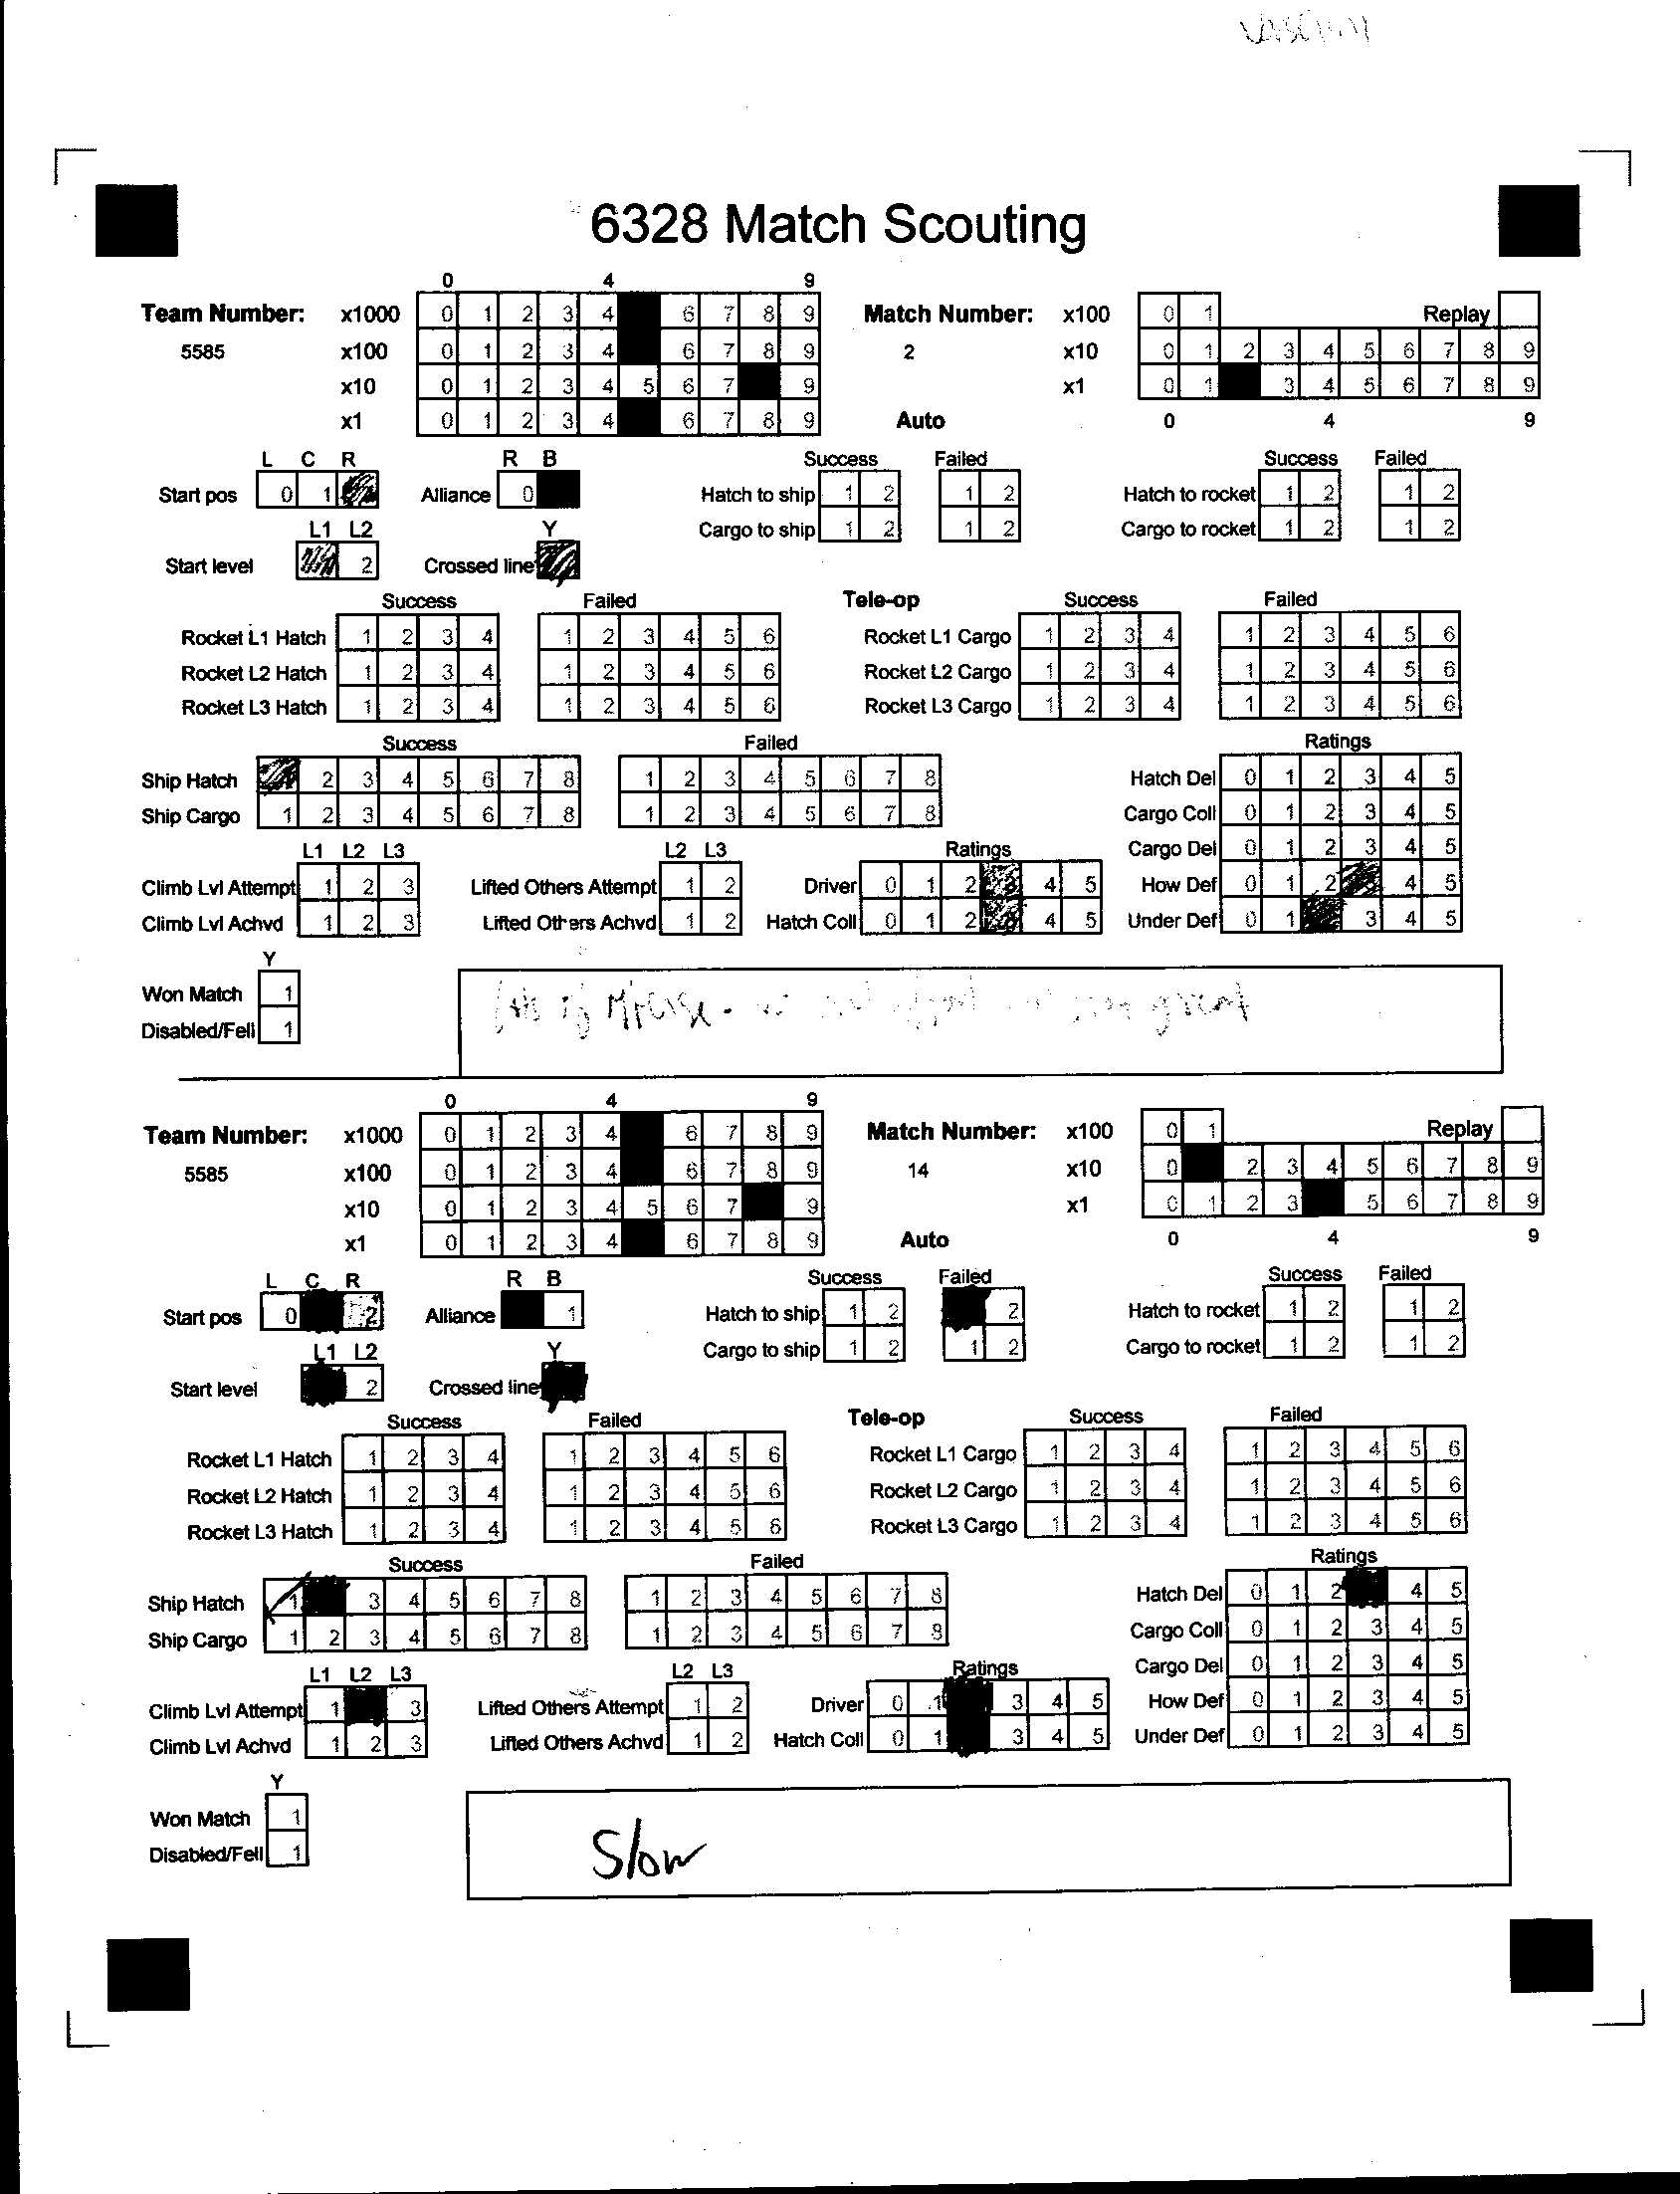 6328 Match Scouting
0 4 9
Team Number: x1000 0 1 2 3 4 6 7 8 9 Match Number: x100 0 1 Replay
5585 x100 0 1 2 3 4 6 7 8 9 2 x10 0 1 2 3 4 5 6 7 8 9
x10 0 1 2 3 4 5 6 7 9 x1 0 1 3 4 5 6 7 8 9
x1 0 1 2 3 4 6 7 8 9 Auto 0 4 9
L C R R B Success Failed Success Failed
Start pos 0 1 Alliance 0 Hatch to ship 1 2 1 2 Hatch to rocket 1 2 1 2
L1 L2 Y Cargo to ship 1 2 1 2 Cargo to rocket 1 2 1 2
Start level 2 Crossed line
Success Failed Tele-op Success Failed
Rocket L1 Hatch 1 2 3 4 1 2 3 4 5 6 Rocket L1 Cargo 1 2 3 4 1 2 3 4 5 6
Rocket L2 Hatch 1 2 3 4 1 2 3 4 5 6 Rocket L2 Cargo 1 2 3 4 1 2 3 4 5 6
Rocket L3 Hatch 1 2 3 4 1 2 3 4 5 6 Rocket L3 Cargo 1 2 3 4 1 2 3 4 5 6
Success Failed Ratings
Ship Hatch 2 3 4 5 6 7 8 1 2 3 4 5 6 7 8 Hatch Del 0 1 2 3 4 5
Ship Cargo 1 2 3 4 5 6 7 8 1 2 3 4 5 6 7 8 Cargo Coll 0 1 2 3 4 5
L1 L2 L3 L2 L3 Ratings Cargo Del 0 1 2 3 4 5
Climb Lvl Attempt 1 2 3 Lifted Others Attempt 1 2 Driver 0 1 2 3 4 5 How Def 0 1 2 4 5
Climb Lvl Achvd 1 2 3 Lifted Others Achvd 1 2 Hatch Coll 0 1 2 4 5 Under Def 0 1 3 4 5
Y
Won Match 1
Disabled/Fell 1
great
0 4 9
Team Number: x1000 0 1 2 3 4 6 7 8 9 Match Number: x100 0 1 Replay
5585 x100 0 1 2 3 4 6 7 8 9 14 x10 0 2 3 4 5 6 7 8 9
x10 0 1 2 3 4 5 6 7 9 x1 0 1 2 3 5 6 7 8 9
x1 0 1 2 3 4 6 7 8 9 Auto 0 4 9
L C R R B Success Failed Success Failed
Start pos 0 2 Alliance 1 Hatch to ship 1 2 2 Hatch to rocket 1 2 1 2
L1 L2 Y Cargo to ship 1 2 1 2 Cargo to rocket 1 2 1 2
Start level 2 Crossed line
Success Failed Tele-op Success Failed
Rocket L1 Hatch 1 2 3 4 1 2 3 4 5 6 Rocket L1 Cargo 1 2 3 4 1 2 3 4 5 6
Rocket L2 Hatch 1 2 3 4 1 2 3 4 5 6 Rocket L2 Cargo 1 2 3 4 1 2 3 4 5 6
Rocket L3 Hatch 1 2 3 4 1 2 3 4 5 6 Rocket L3 Cargo 1 2 3 4 1 2 3 4 5 6
Success Failed Ratings
Ship Hatch 1 3 4 5 6 7 8 1 2 3 4 5 6 7 8 Hatch Del 0 1 2 4 5
Ship Cargo 1 2 3 4 5 6 7 8 1 2 3 4 5 6 7 8 Cargo Coll 0 1 2 3 4 5
L1 L2 L3 L2 L3 Ratings Cargo Del 0 1 2 3 4 5
Climb Lvl Attempt 1 3 Lifted Others Attempt 1 2 Driver 0 1 3 4 5 How Def 0 1 2 3 4 5
Climb Lvl Achvd 1 2 3 Lifted Others Achvd 1 2 Hatch Coll 0 1 3 4 5 Under Def 0 1 2 3 4 5
Y
Won Match 1
Disabled/Fell 1
Slow